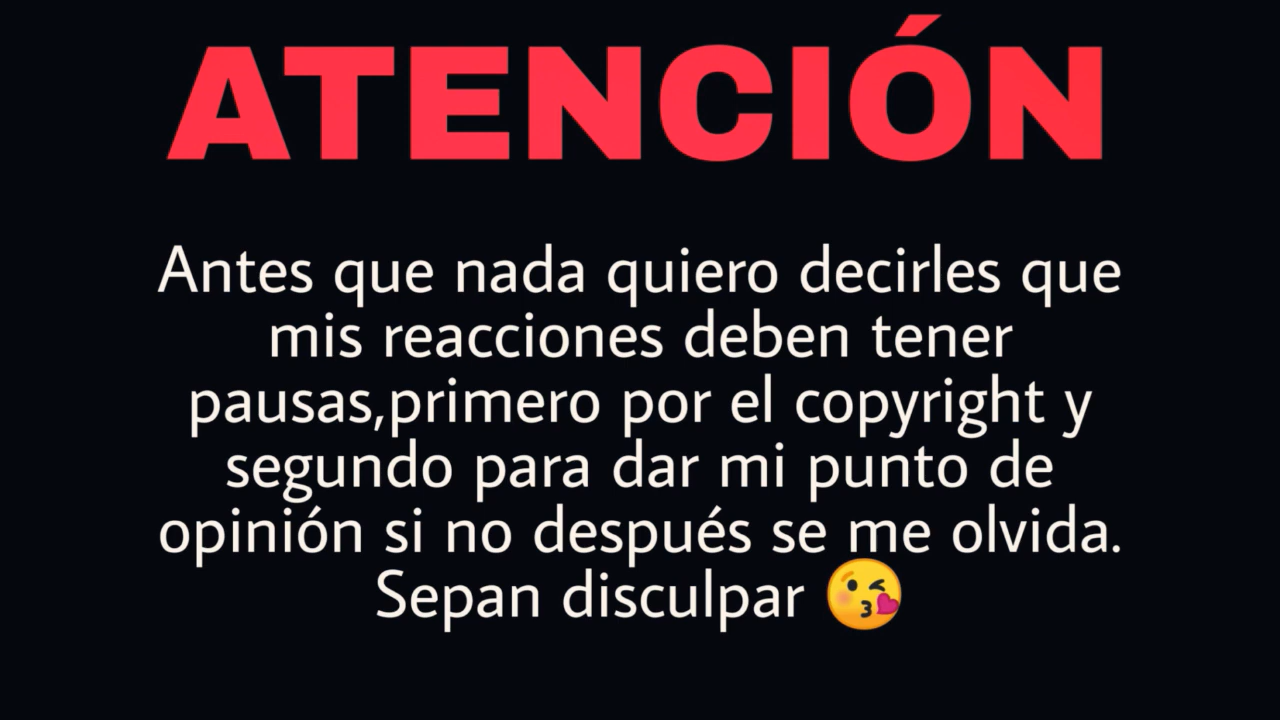 ATENCIÓN
Antes que nada quiero decirles que
mis reacciones deben tener
pausas,primero por el copyright y
segundo para dar mi punto de
opinión si no después se me olvida.
Sepan disculpar 😘